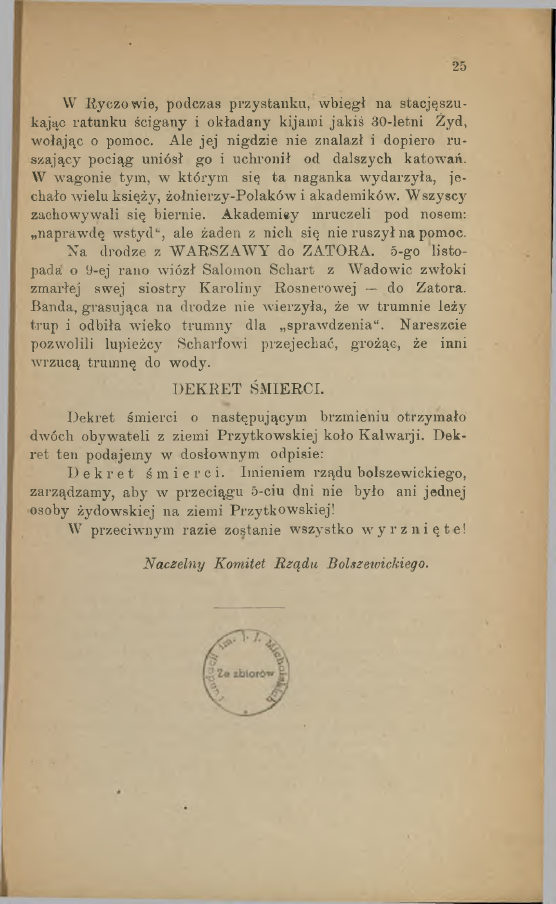 25
W Ryczowie, podczas przystanku, wbiegł na stacjęszu-
kając ratunku ścigany i okładany kijami jakiś 30-letni Żyd,
wołając o pomoc. Ale jej nigdzie nie znalazł i dopiero ru-
szający pociąg uniósł go i uchronił od dalszych katowań.
W wagonie tym, w którym się ta naganka wydarzyła, je-
chało wielu księży, żołnierzy-Polaków i akademików. Wszyscy
zachowywali się biernie. Akademicy mruczeli pod nosem:
„naprawdę wstyd“, ale żaden z nich się nie ruszył na pomoc.
Na drodze z WARSZAWY do ZATORA. 5-go listo-
pada o 9-ej rano wiózł Salomon Schart z Wadowic zwłoki
zmarłej swej siostry Karoliny Rosnerowej — do Zatora.
Banda, grasująca na drodze nie wierzyła, że w trumnie leży
trup i odbiła wieko trumny dla „sprawdzenia“. Nareszcie
pozwolili lupieżcy Scharfowi przejechać, grożąc, że inni
wrzucą trumnę do wody.
DEKRET ŚMIERCI.
Dekret śmierci o następującym brzmieniu otrzymało
dwóch obywateli z ziemi Przytkowskiej koło Kalwarji. Dek-
ret ten podajemy w dosłownym odpisie:
Dekret śmierci. Imieniem rządu bolszewickiego,
zarządzamy, aby w przeciągu 5-ciu dni nie było ani jednej
osoby żydowskiej na ziemi Przytkowskiej!
W przeciwnym razie zostanie wszystko wyrznięte!
Naczelny Komitet Rządu Bolszewickiego.
im. J. J. Michalskich
Ze zbiorów